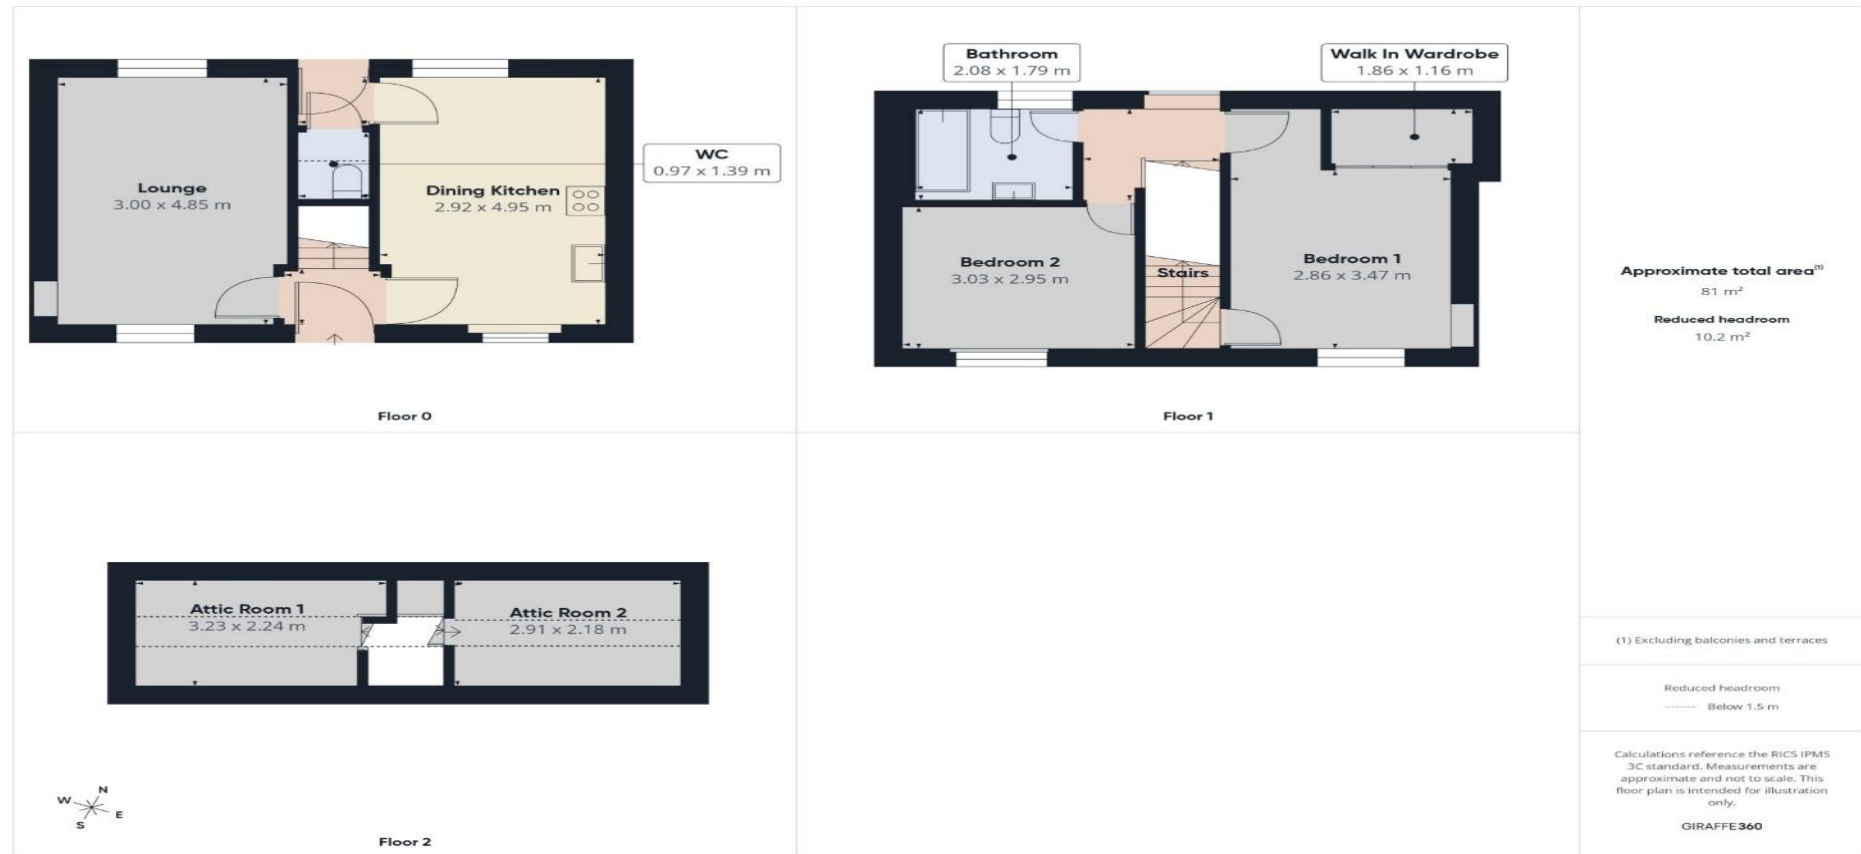 Lounge
3.00 x 4.85 m
Dining Kitchen
2.92 x 4.95 m
WC
0.97 x 1.39 m
Floor 0
Bathroom
2.08 x 1.79 m
Walk In Wardrobe
1.86 x 1.16 m
Bedroom 2
3.03 x 2.95 m
Stairs
Bedroom 1
2.86 x 3.47 m
Floor 1
Attic Room 1
3.23 x 2.24 m
Attic Room 2
2.91 x 2.18 m
N
W
E
S
Floor 2
Approximate total area(1)
81 m²
Reduced headroom
10.2 m²
(1) Excluding balconies and terraces
Reduced headroom
Below 1.5 m
Calculations reference the RICS IPMS
3C standard. Measurements are
approximate and not to scale. This
floor plan is intended for illustration
only.
GIRAFFE360